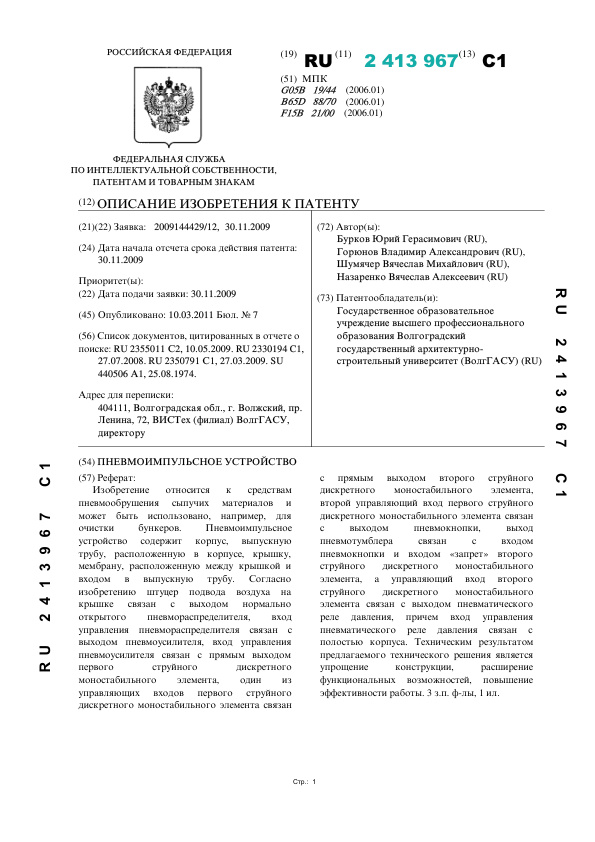 РОССИЙСКАЯ ФЕДЕРАЦИЯ
ФЕДЕРАЛЬНАЯ СЛУЖБА
ПО ИНТЕЛЛЕКТУАЛЬНОЙ СОБСТВЕННОСТИ,
ПАТЕНТАМ И ТОВАРНЫМ ЗНАКАМ
(19) RU (11) 2 413 967 (13) C1
(51) МПК
G05B 19/44 (2006.01)
B65D 88/70 (2006.01)
F15B 21/00 (2006.01)
(12) ОПИСАНИЕ ИЗОБРЕТЕНИЯ К ПАТЕНТУ
(21)(22) Заявка: 2009144429/12, 30.11.2009
(24) Дата начала отсчета срока действия патента:
30.11.2009
Приоритет(ы):
(22) Дата подачи заявки: 30.11.2009
(45) Опубликовано: 10.03.2011 Бюл. № 7
(56) Список документов, цитированных в отчете о
поиске: RU 2355011 C2, 10.05.2009. RU 2330194 C1,
27.07.2008. RU 2350791 C1, 27.03.2009. SU
440506 A1, 25.08.1974.
Адрес для переписки:
404111, Волгоградская обл., г. Волжский, пр.
Ленина, 72, ВИСТех (филиал) ВолгГАСУ,
директору
(72) Автор(ы):
Бурков Юрий Герасимович (RU),
Горюнов Владимир Александрович (RU),
Шумячер Вячеслав Михайлович (RU),
Назаренко Вячеслав Алексеевич (RU)
(73) Патентообладатель(и):
Государственное образовательное
учреждение высшего профессионального
образования Волгоградский
государственный архитектурно-
строительный университет (ВолгГАСУ) (RU)
(54) ПНЕВМОИМПУЛЬСНОЕ УСТРОЙСТВО
(57) Реферат:
Изобретение относится к средствам
пневмообрушения сыпучих материалов и
может быть использовано, например, для
очистки бункеров. Пневмоимпульсное
устройство содержит корпус, выпускную
трубу, расположенную в корпусе, крышку,
мембрану, расположенную между крышкой и
входом в выпускную трубу. Согласно
изобретению штуцер подвода воздуха на
крышке связан с выходом нормально
открытого пневмораспределителя, вход
управления пневмораспределителя связан с
выходом пневмоусилителя, вход управления
пневмоусилителя связан с прямым выходом
первого струйного дискретного
моностабильного элемента, один из
управляющих входов первого струйного
дискретного моностабильного элемента связан
с прямым выходом второго струйного
дискретного моностабильного элемента,
второй управляющий вход первого струйного
дискретного моностабильного элемента связан
с выходом пневмокнопки, выход
пневмотумблера связан с входом
пневмокнопки и входом «запрет» второго
струйного дискретного моностабильного
элемента, а управляющий вход второго
струйного дискретного моностабильного
элемента связан с выходом пневматического
реле давления, причем вход управления
пневматического реле давления связан с
полостью корпуса. Техническим результатом
предлагаемого технического решения является
упрощение конструкции, расширение
функциональных возможностей, повышение
эффективности работы. 3 з.п. ф-лы, 1 ил.
RU 2413967 C1
RU 2413967 C1
Стр.: 1